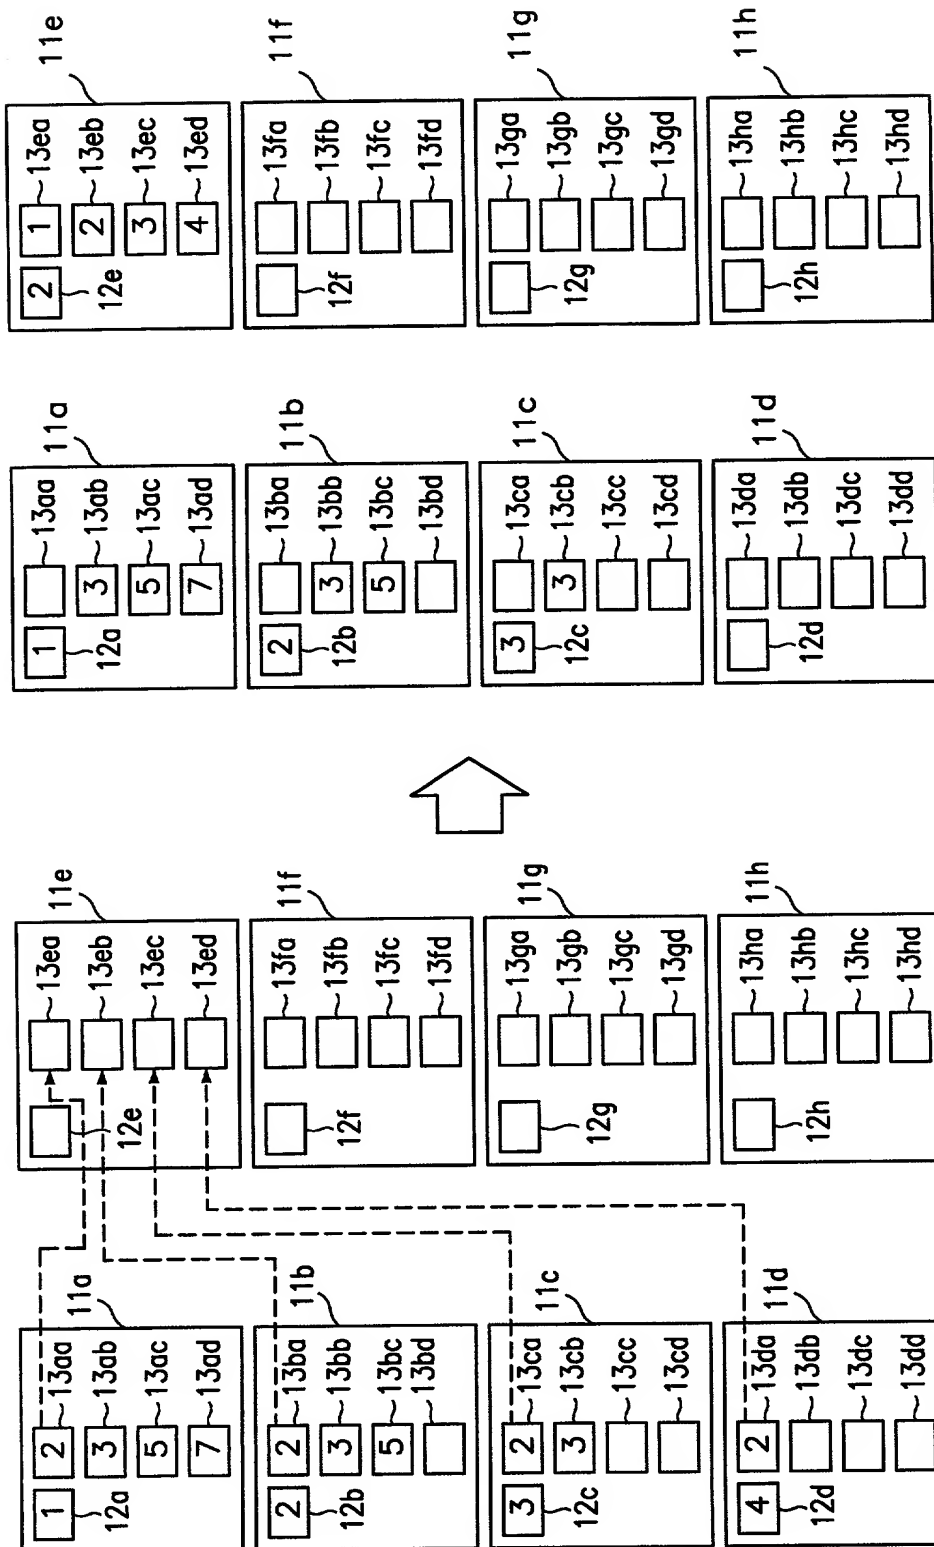 11a
1
12a
2
13aa
3
13ab
5
13ac
7
13ad
11b
2
12b
2
13ba
3
13bb
5
13bc
13bd
11c
3
12c
2
13ca
3
13cb
13cc
13cd
11d
4
12d
2
13da
13db
13dc
13dd
11e
12e
13ea
13eb
13ec
13ed
11f
12f
13fa
13fb
13fc
13fd
11g
12g
13ga
13gb
13gc
13gd
11h
12h
13ha
13hb
13hc
13hd
11a
1
12a
13aa
3
13ab
5
13ac
7
13ad
11b
2
12b
13ba
3
13bb
5
13bc
13bd
11c
3
12c
13ca
3
13cb
13cc
13cd
11d
12d
13da
13db
13dc
13dd
11e
2
12e
1
13ea
2
13eb
3
13ec
4
13ed
11f
12f
13fa
13fb
13fc
13fd
11g
12g
13ga
13gb
13gc
13gd
11h
12h
13ha
13hb
13hc
13hd